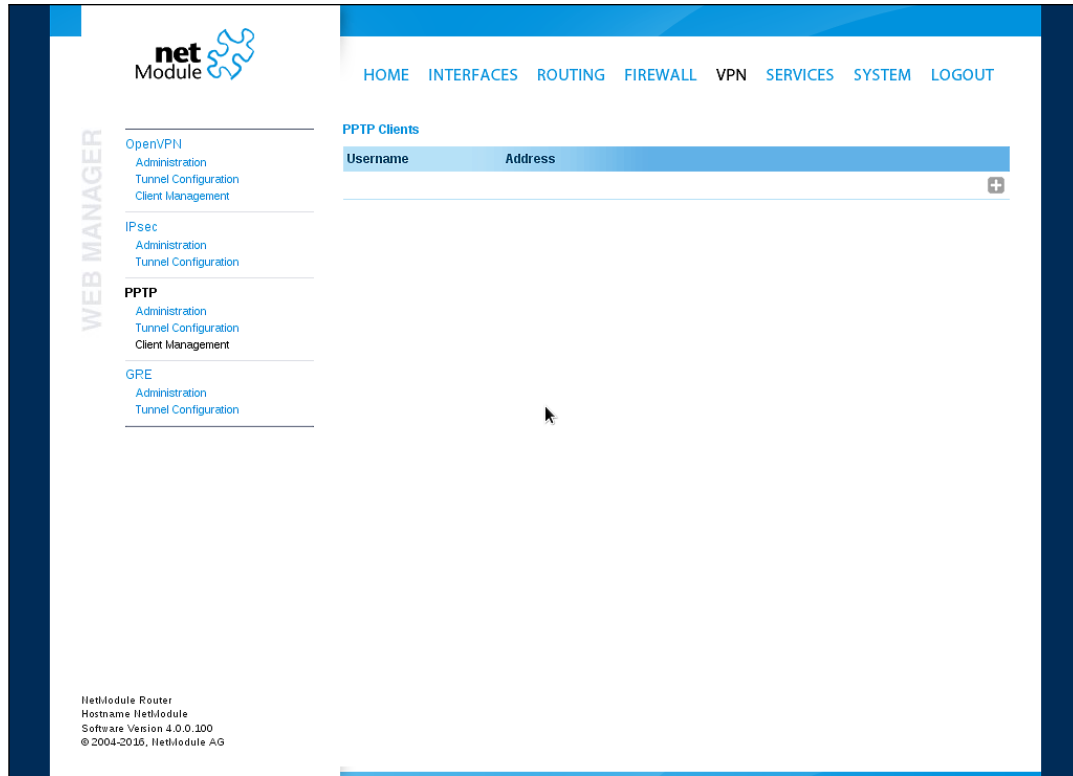 net
Module
HOME INTERFACES ROUTING FIREWALL VPN SERVICES SYSTEM LOGOUT
WEB MANAGER
OpenVPN
Administration
Tunnel Configuration
Client Management
IPsec
Administration
Tunnel Configuration
PPTP
Administration
Tunnel Configuration
Client Management
GRE
Administration
Tunnel Configuration
PPTP Clients
Username Address
NetModule Router
Hostname NetModule
Software Version 4.0.0.100
© 2004-2016, NetModule AG